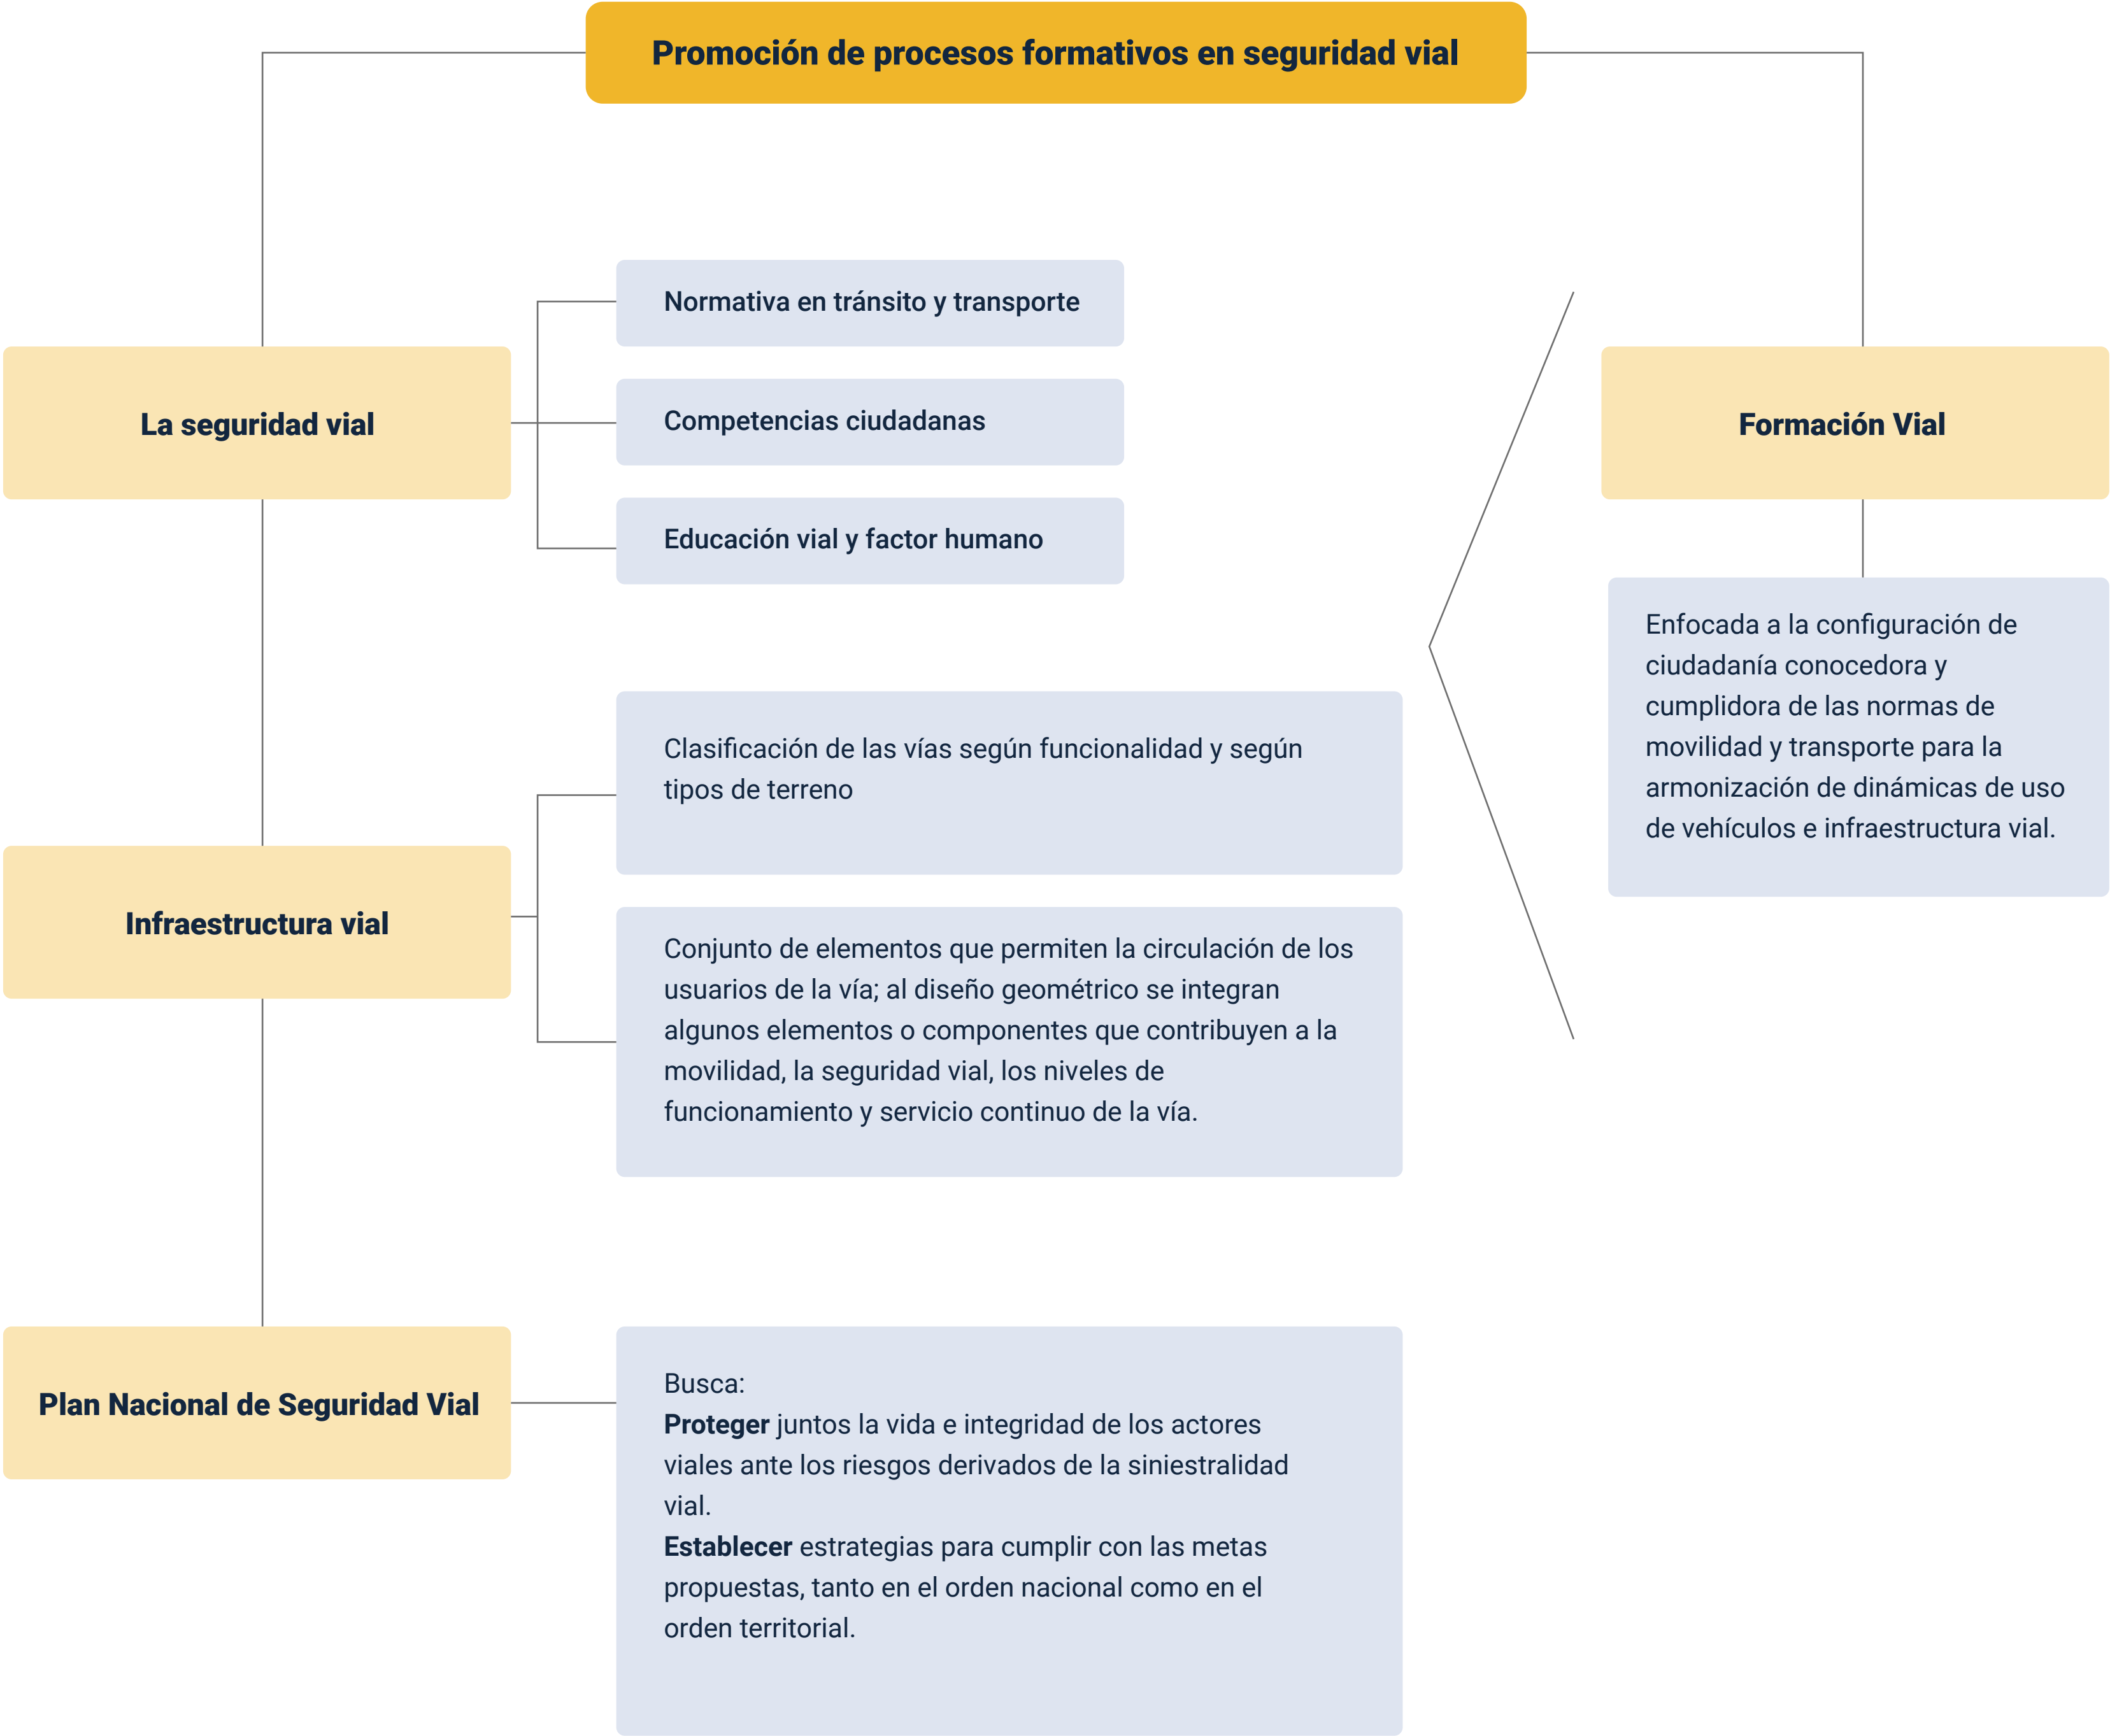 Promoción de procesos formativos en seguridad vial
La seguridad vial
Normativa en tránsito y transporte
Competencias ciudadanas
Educación vial y factor humano
Infraestructura vial
Clasificación de las vías según funcionalidad y según
tipos de terreno
Conjunto de elementos que permiten la circulación de los
usuarios de la vía; al diseño geométrico se integran
algunos elementos o componentes que contribuyen a la
movilidad, la seguridad vial, los niveles de
funcionamiento y servicio continuo de la vía.
Plan Nacional de Seguridad Vial
Busca:
Proteger juntos la vida e integridad de los actores
viales ante los riesgos derivados de la siniestralidad
vial.
Establecer estrategias para cumplir con las metas
propuestas, tanto en el orden nacional como en el
orden territorial.
Formación Vial
Enfocada a la configuración de
ciudadanía conocedora y
cumplidora de las normas de
movilidad y transporte para la
armonización de dinámicas de uso
de vehículos e infraestructura vial.